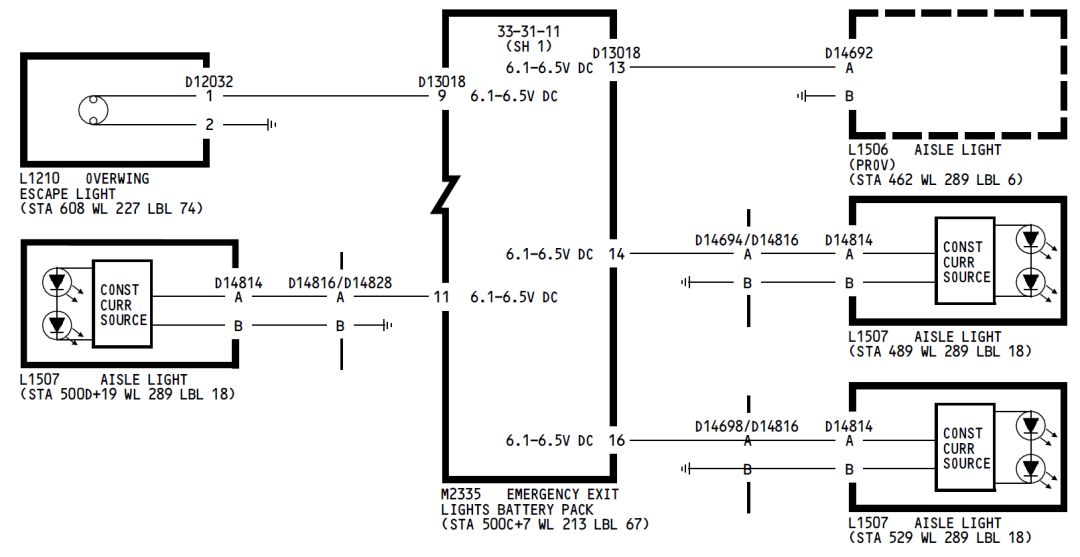 33-31-11
(SH 1)
D13018
6.1-6.5V DC 13
D14692
A
B
L1506 AISLE LIGHT
(PROV)
(STA 462 WL 289 LBL 6)
D12032
1
2
D13018
9 6.1-6.5V DC
L1210 OVERWING
ESCAPE LIGHT
(STA 608 WL 227 LBL 74)
6.1-6.5V DC 14
D14694/D14816
A
B
D14814
A
B
CONST
CURR
SOURCE
L1507 AISLE LIGHT
(STA 489 WL 289 LBL 18)
CONST
CURR
SOURCE
D14814
A
B
D14816/D14828
A
B
11 6.1-6.5V DC
L1507 AISLE LIGHT
(STA 500D+19 WL 289 LBL 18)
6.1-6.5V DC 16
D14698/D14816
A
B
D14814
A
B
CONST
CURR
SOURCE
L1507 AISLE LIGHT
(STA 529 WL 289 LBL 18)
M2335 EMERGENCY EXIT
LIGHTS BATTERY PACK
(STA 500C+7 WL 213 LBL 67)